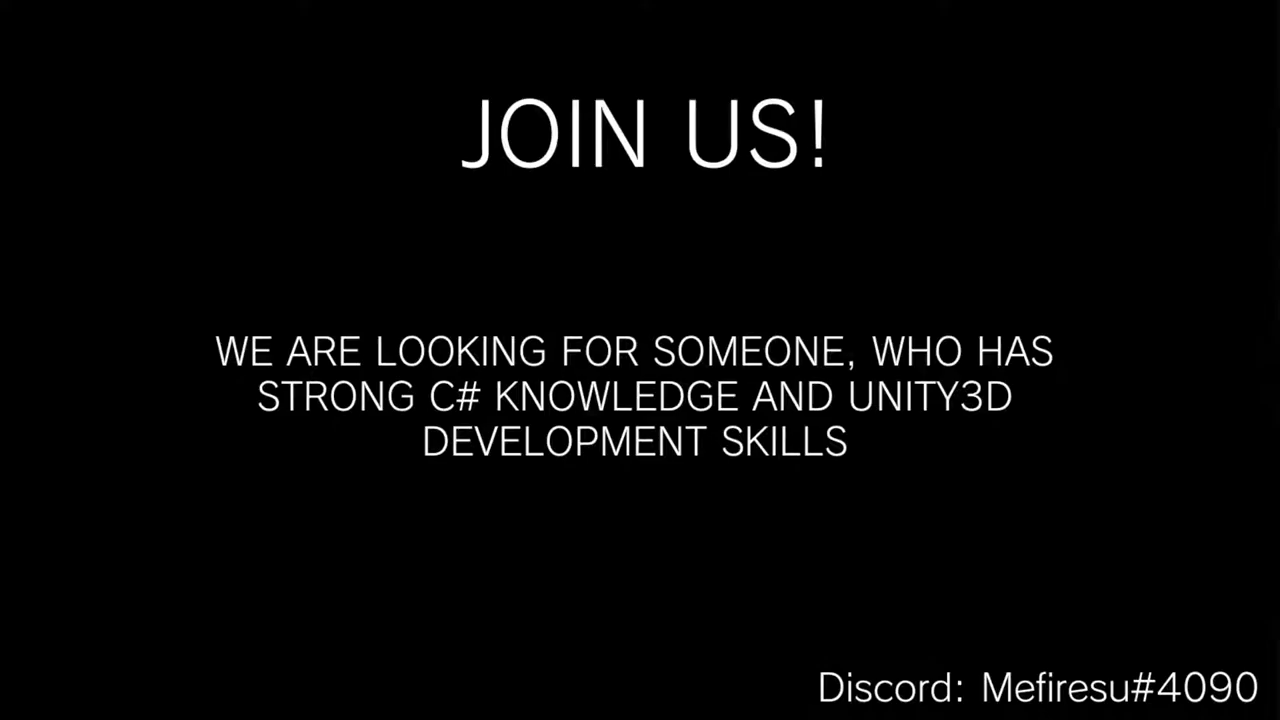 JOIN US!
WE ARE LOOKING FOR SOMEONE, WHO HAS
STRONG C# KNOWLEDGE AND UNITY3D
DEVELOPMENT SKILLS
Discord: Mefiresu#4090